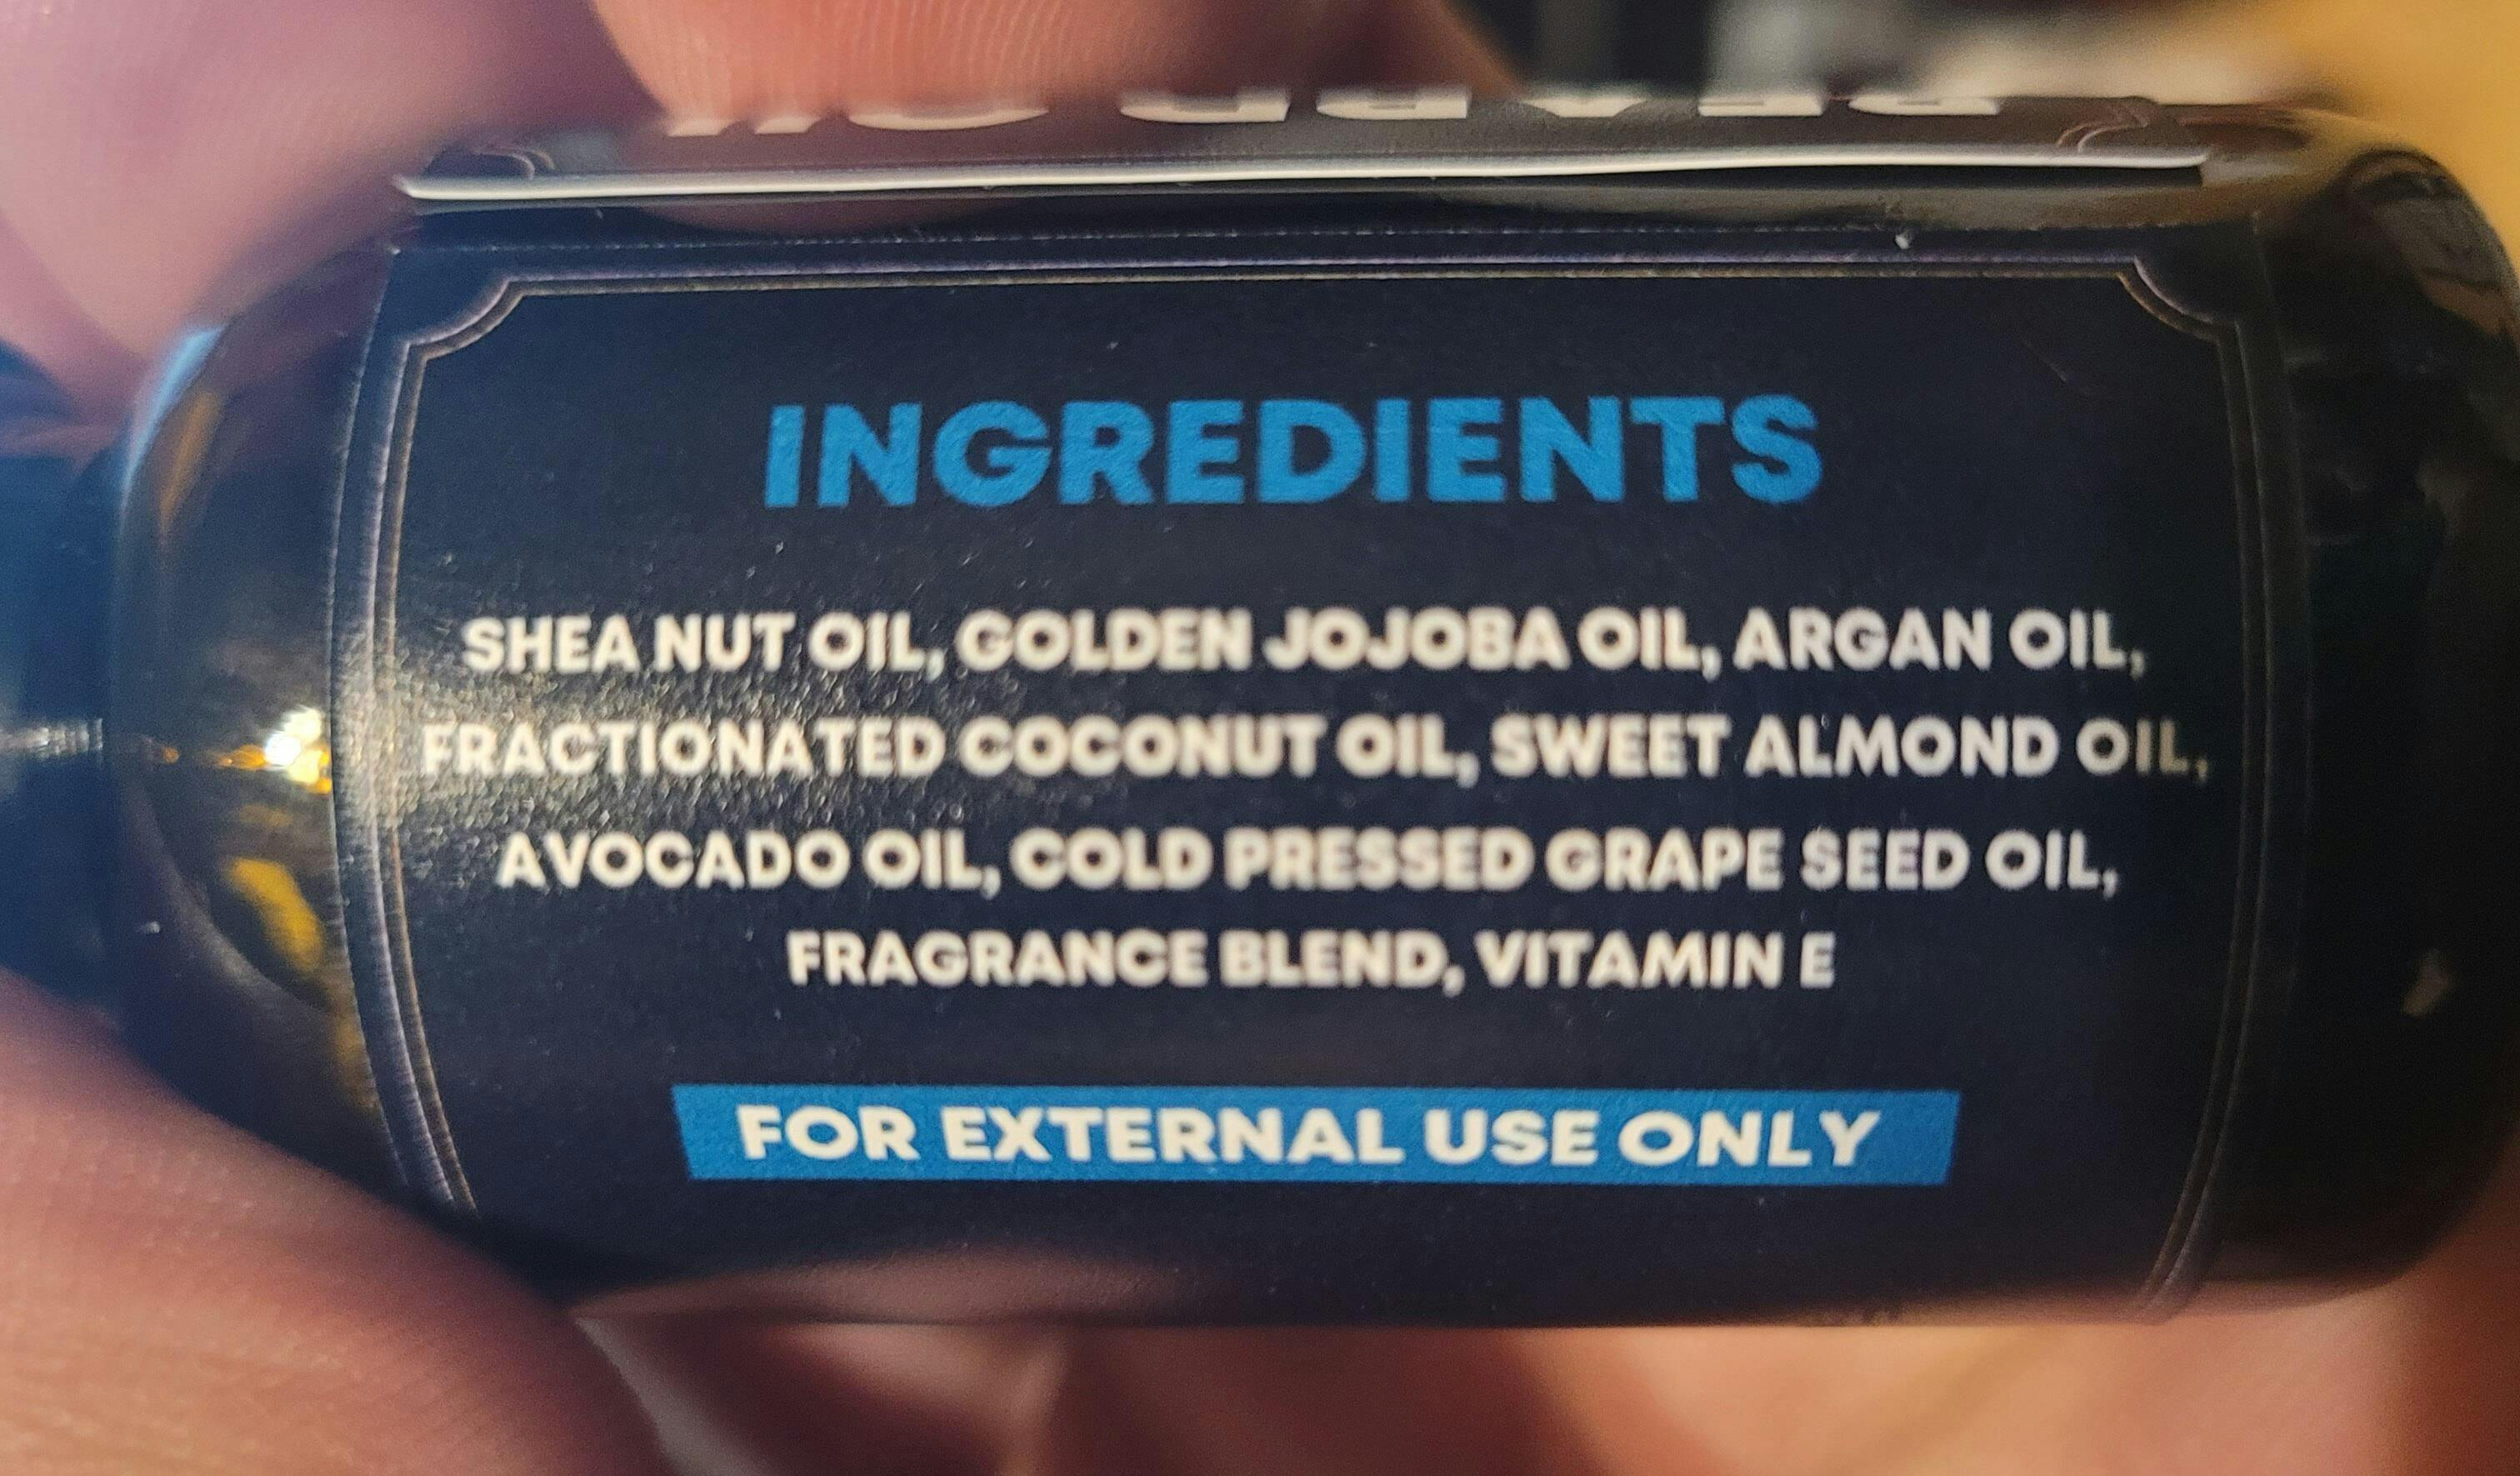 INGREDIENTS
SHEA NUT OIL, GOLDEN JOJOBA OIL, ARGAN OIL,
FRACTIONATED COCONUT OIL, SWEET ALMOND OIL,
AVOCADO OIL, COLD PRESSED GRAPE SEED OIL,
FRAGRANCE BLEND, VITAMIN E
FOR EXTERNAL USE ONLY